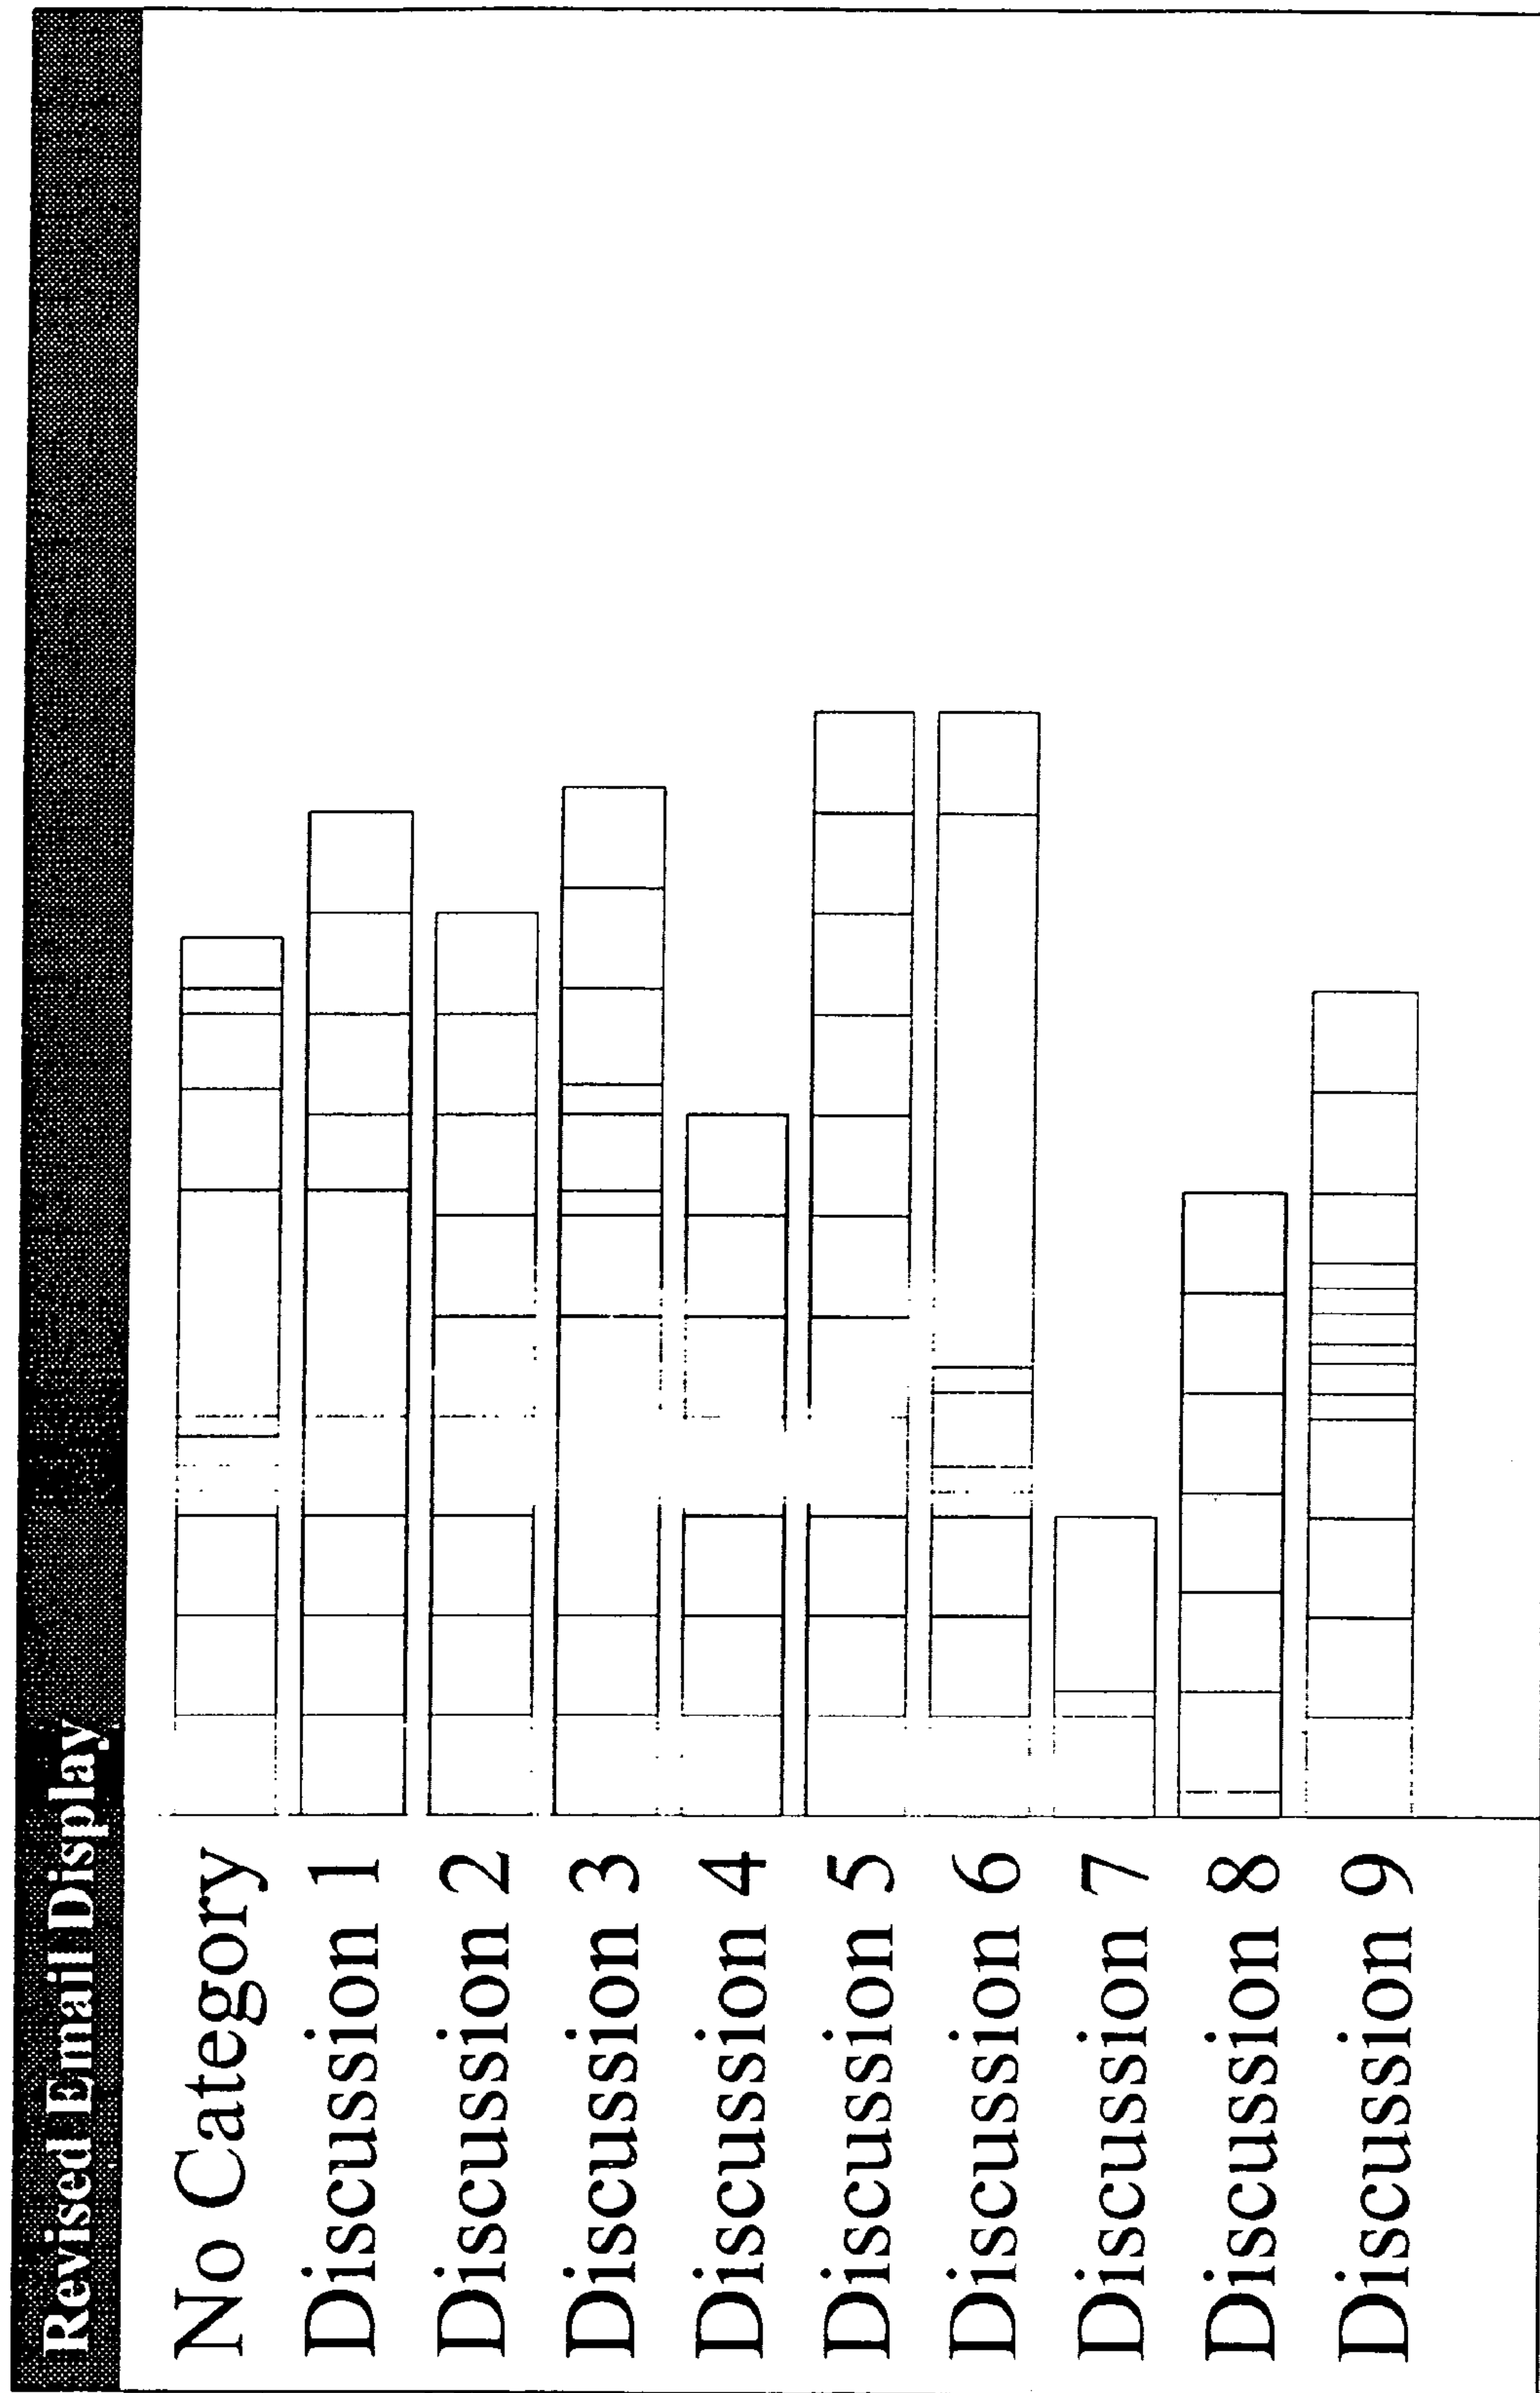 Revised Email Display
No Category
Discussion 1
Discussion 2
Discussion 3
Discussion 4
Discussion 5
Discussion 6
Discussion 7
Discussion 8
Discussion 9